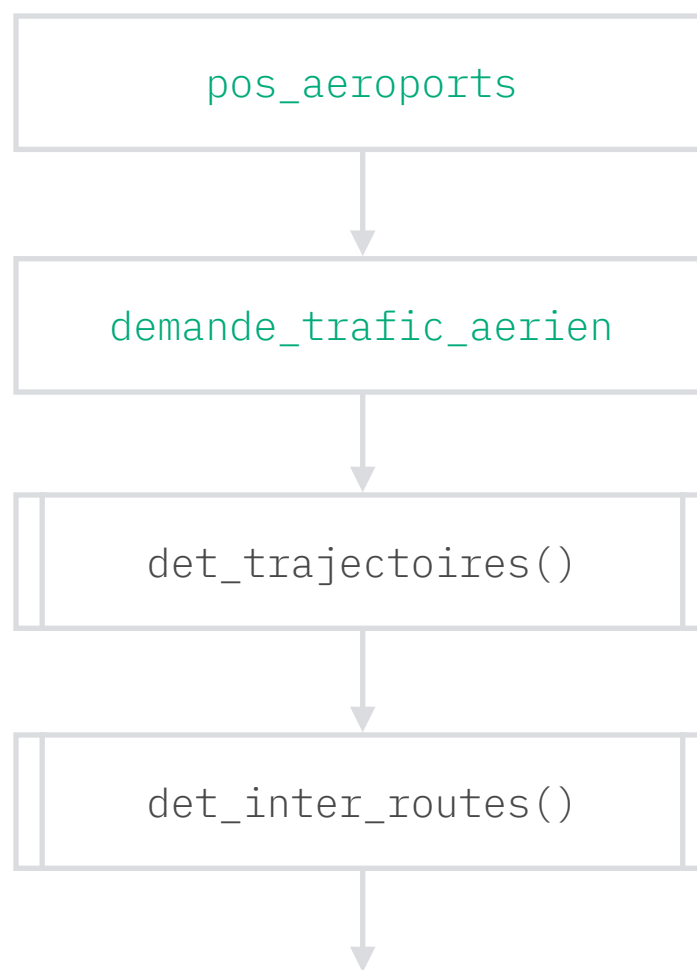 pos_aeroports
demande_trafic_aerien
det_trajectoires()
det_inter_routes()